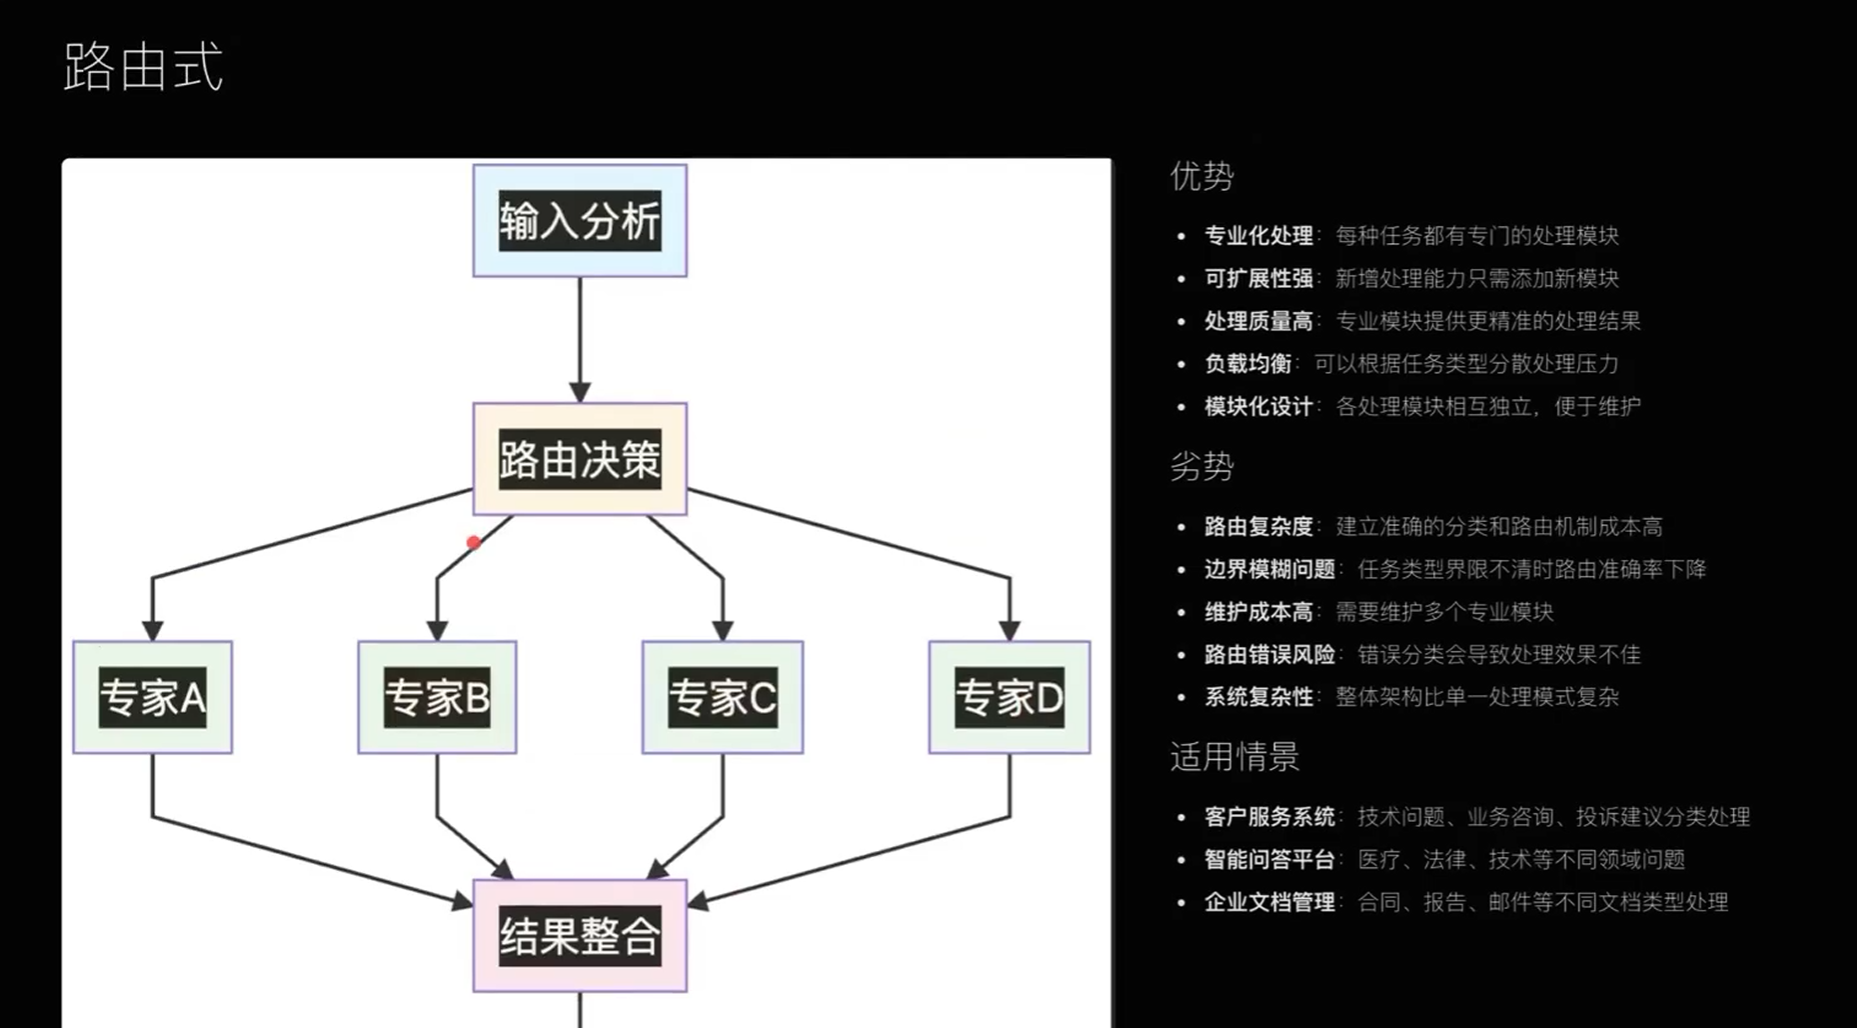 路由式
输入分析
路由决策
专家A
专家B
专家C
专家D
结果整合
优势
• 专业化处理：每种任务都有专门的处理模块
• 可扩展性强：新增处理能力只需添加新模块
• 处理质量高：专业模块提供更精准的处理结果
• 负载均衡：可以根据任务类型分散处理压力
• 模块化设计：各处理模块相互独立，便于维护
劣势
• 路由复杂度：建立准确的分类和路由机制成本高
• 边界模糊问题：任务类型界限不清时路由准确率下降
• 维护成本高：需要维护多个专业模块
• 路由错误风险：错误分类会导致处理效果不佳
• 系统复杂性：整体架构比单一处理模式复杂
适用情景
• 客户服务系统：技术问题、业务咨询、投诉建议分类处理
• 智能问答平台：医疗、法律、技术等不同领域问题
• 企业文档管理：合同、报告、邮件等不同文档类型处理